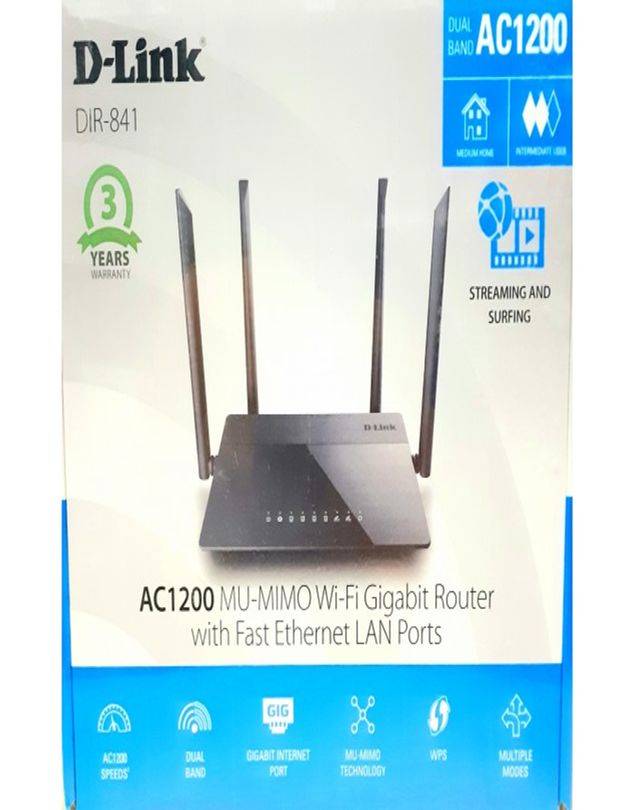 D-Link
DIR-841
DUAL
BAND
AC1200
MEDIUM HOME
INTERMEDIATE USER
3
YEARS
WARRANTY
STREAMING AND
SURFING
D-Link
AC1200 MU-MIMO Wi-Fi Gigabit Router
with Fast Ethernet LAN Ports
GIG
AC1200
SPEEDS
DUAL
BAND
GIGABIT INTERNET
PORT
MU-MIMO
TECHNOLOGY
WPS
MULTIPLE
MODES